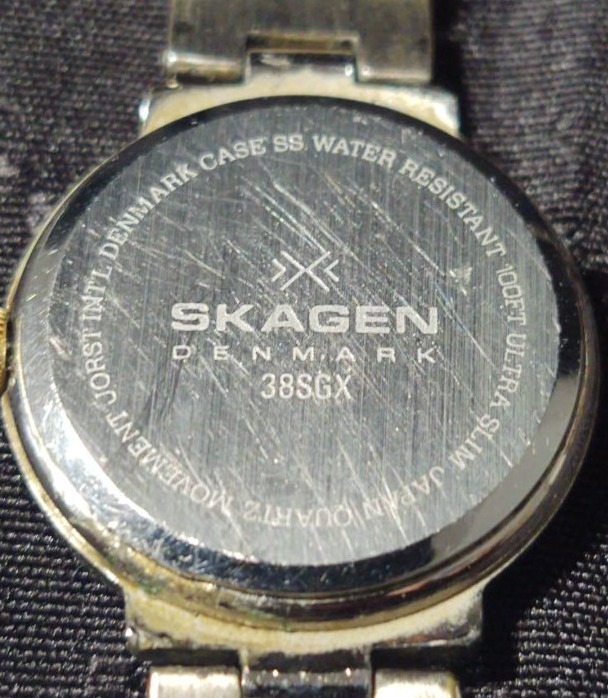 JORST INT'L DENMARK CASE SS WATER RESISTANT 100FT ULTRA SLIM JAPAN QUARTZ MOVEMENT
SKAGEN
DENMARK
38SGX